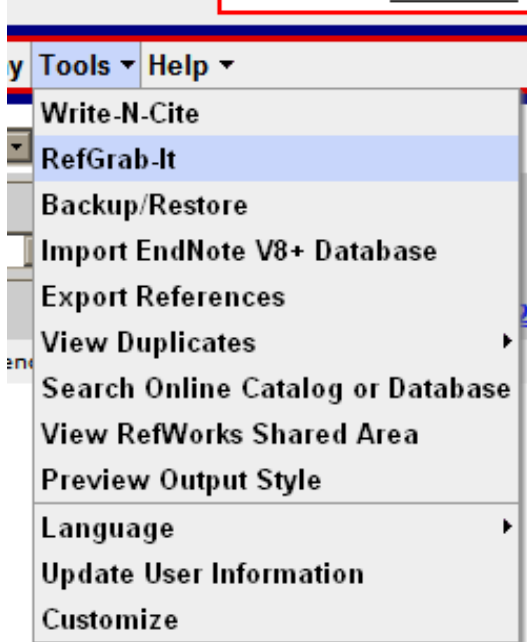 Tools Help
Write-N-Cite
RefGrab-It
Backup/Restore
Import EndNote V8+ Database
Export References
View Duplicates
Search Online Catalog or Database
View RefWorks Shared Area
Preview Output Style
Language
Update User Information
Customize